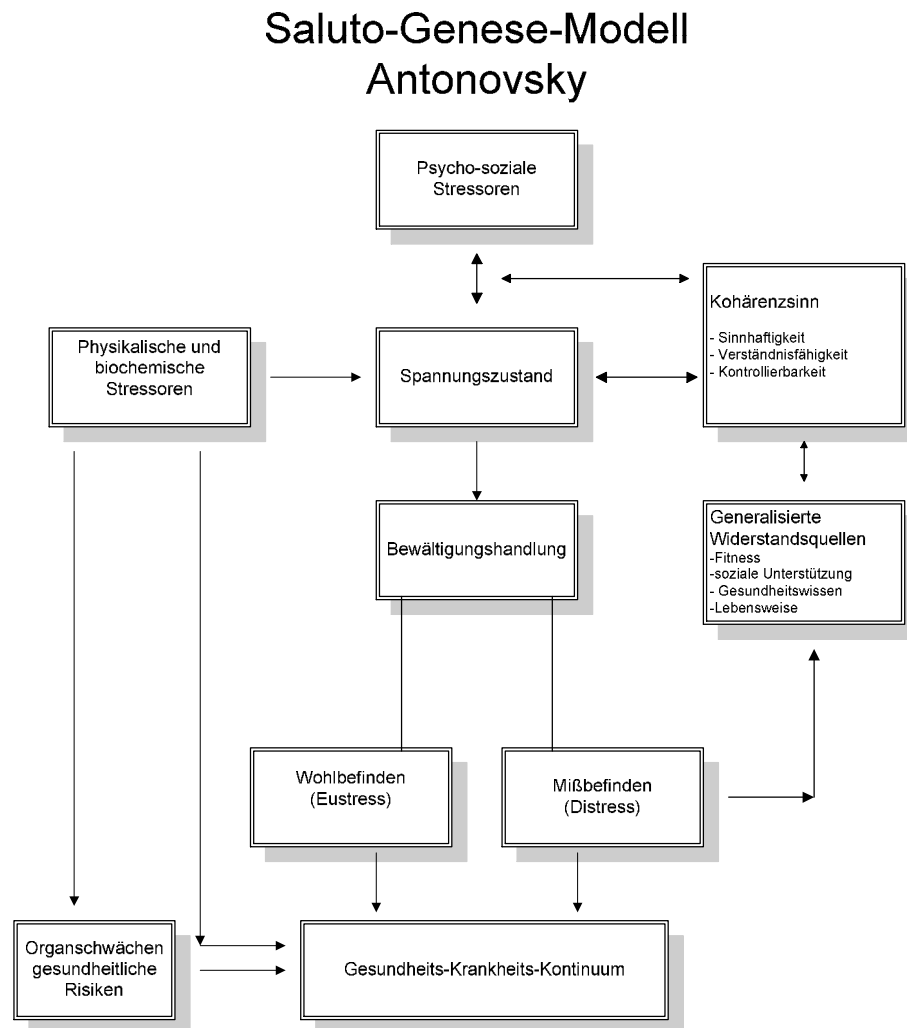 Saluto-Genese-Modell
Antonovsky
Psycho-soziale
Stressoren
Kohärenzsinn
- Sinnhaftigkeit
- Verständnisfähigkeit
- Kontrollierbarkeit
Physikalische und
biochemische
Stressoren
Spannungszustand
Bewältigungshandlung
Generalisierte
Widerstandsquellen
-Fitness
-soziale Unterstützung
- Gesundheitswissen
-Lebensweise
Wohlbefinden
(Eustress)
Mißbefinden
(Distress)
Organschwächen
gesundheitliche
Risiken
Gesundheits-Krankheits-Kontinuum